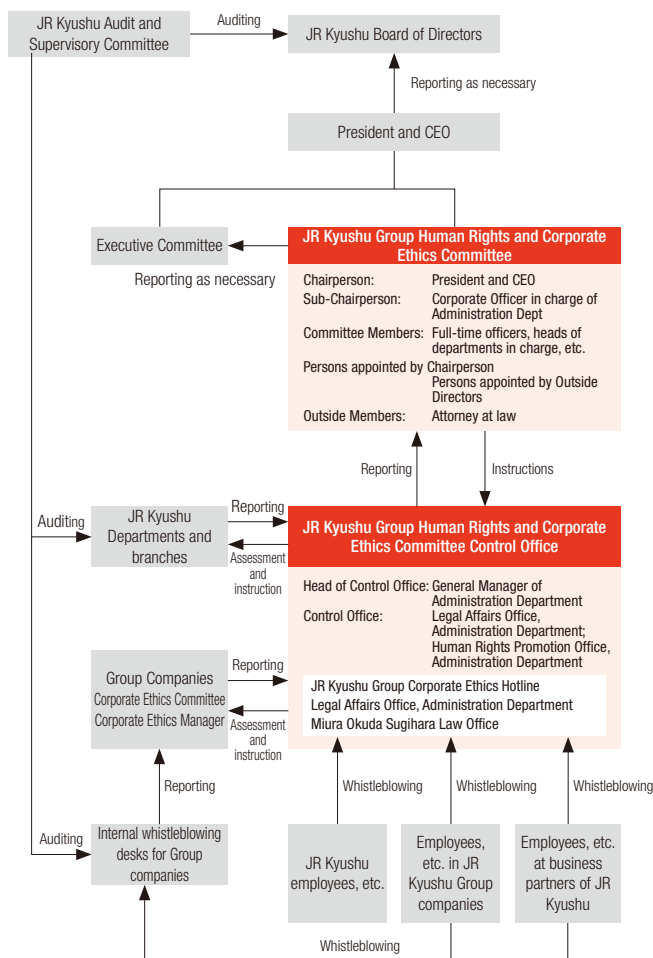 JR Kyushu Audit and
Supervisory Committee
Auditing
JR Kyushu Board of Directors
Reporting as necessary
President and CEO
Executive Committee
Reporting as necessary
JR Kyushu Group Human Rights and Corporate
Ethics Committee
Chairperson: President and CEO
Sub-Chairperson: Corporate Officer in charge of
Administration Dept
Committee Members: Full-time officers, heads of
departments in charge, etc.
Persons appointed by Chairperson
Persons appointed by Outside
Directors
Outside Members: Attorney at law
Reporting
Instructions
Auditing
JR Kyushu
Departments and
branches
Reporting
Assessment
and
instruction
JR Kyushu Group Human Rights and Corporate
Ethics Committee Control Office
Head of Control Office: General Manager of
Administration Department
Control Office: Legal Affairs Office,
Administration Department;
Human Rights Promotion Office,
Administration Department
Group Companies
Corporate Ethics Committee
Corporate Ethics Manager
Reporting
Assessment
and
instruction
JR Kyushu Group Corporate Ethics Hotline
Legal Affairs Office, Administration Department
Miura Okuda Sugihara Law Office
Reporting
Whistleblowing
Whistleblowing
Whistleblowing
Auditing
Internal whistleblowing
desks for Group
companies
JR Kyushu
employees, etc.
Employees,
etc. in JR
Kyushu Group
companies
Employees, etc.
at business
partners of JR
Kyushu
Whistleblowing